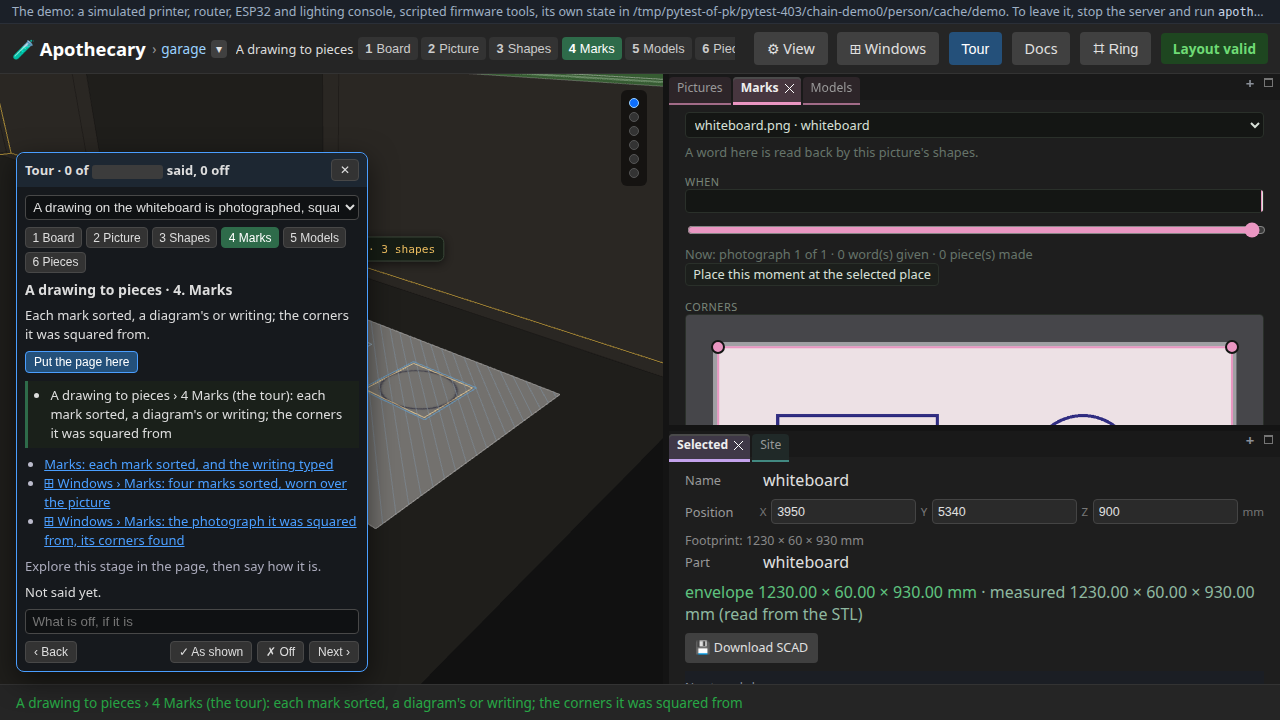 The demo: a simulated printer, router, ESP32 and lighting console, scripted firmware tools, its own state in /tmp/pytest-of-pk/pytest-403/chain-demo0/person/cache/demo. To leave it, stop the server and run apoth…
Apothecary › garage ▾ A drawing to pieces 1 Board 2 Picture 3 Shapes 4 Marks 5 Models 6 Piec
View ⊞ Windows Tour Docs Ring Layout valid
Tour · 0 of said, 0 off ✕
A drawing on the whiteboard is photographed, squar
1 Board 2 Picture 3 Shapes 4 Marks 5 Models
6 Pieces
A drawing to pieces · 4. Marks
Each mark sorted, a diagram's or writing; the corners
it was squared from.
Put the page here
• A drawing to pieces › 4 Marks (the tour): each
mark sorted, a diagram's or writing; the corners
it was squared from
• Marks: each mark sorted, and the writing typed
• ⊞ Windows › Marks: four marks sorted, worn over
the picture
• ⊞ Windows › Marks: the photograph it was squared
from, its corners found
Explore this stage in the page, then say how it is.
Not said yet.
What is off, if it is
‹ Back ✓ As shown ✗ Off Next ›
· 3 shapes
Pictures Marks Models
whiteboard.png · whiteboard
A word here is read back by this picture's shapes.
WHEN
Now: photograph 1 of 1 · 0 word(s) given · 0 piece(s) made
Place this moment at the selected place
CORNERS
Selected Site
Name whiteboard
Position X 3950 Y 5340 Z 900 mm
Footprint: 1230 × 60 × 930 mm
Part whiteboard
envelope 1230.00 × 60.00 × 930.00 mm · measured 1230.00 × 60.00 × 930.00
mm (read from the STL)
Download SCAD
A drawing to pieces › 4 Marks (the tour): each mark sorted, a diagram's or writing; the corners it was squared from